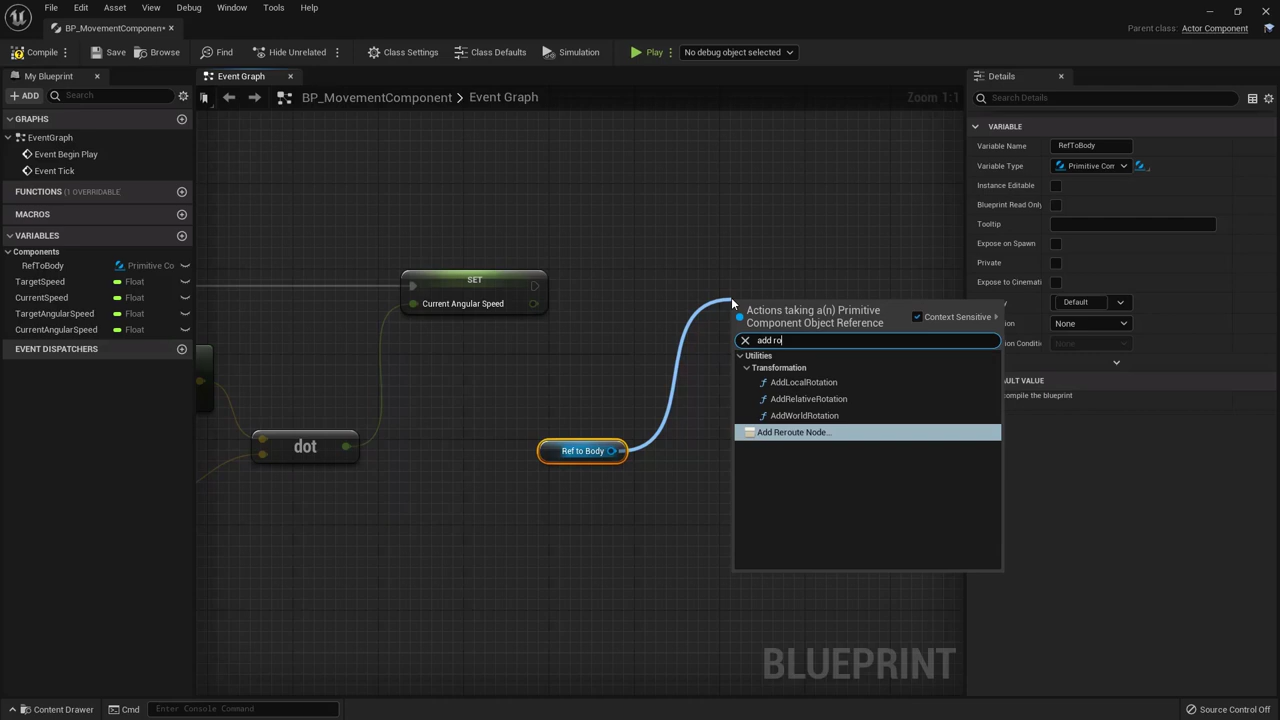 File Edit Asset View Debug Window Tools Help
BP_MovementComponen•
Parent class: Actor Component
Compile Save Browse Find Hide Unrelated Class Settings Class Defaults Simulation Play No debug object selected
My Blueprint Event Graph Details
ADD Search
BP_MovementComponent > Event Graph Zoom 1:1
Search Details
GRAPHS
EventGraph
Event Begin Play
Event Tick
FUNCTIONS (1 OVERRIDABLE
MACROS
VARIABLES
Components
RefToBody Primitive Co
TargetSpeed Float
CurrentSpeed Float
TargetAngularSpeed Float
CurrentAngularSpeed Float
EVENT DISPATCHERS
SET
Current Angular Speed
dot
Ref to Body
Actions taking a(n) Primitive
Component Object Reference
Context Sensitive
add ro
Utilities
Transformation
AddLocalRotation
AddRelativeRotation
AddWorldRotation
Add Reroute Node...
VARIABLE
Variable Name RefToBody
Variable Type Primitive Con
Instance Editable
Blueprint Read Only
Tooltip
Expose on Spawn
Private
Expose to Cinemati
Default
None
None
compile the blueprint
BLUEPRINT
Content Drawer Cmd Enter Console Command Source Control Off